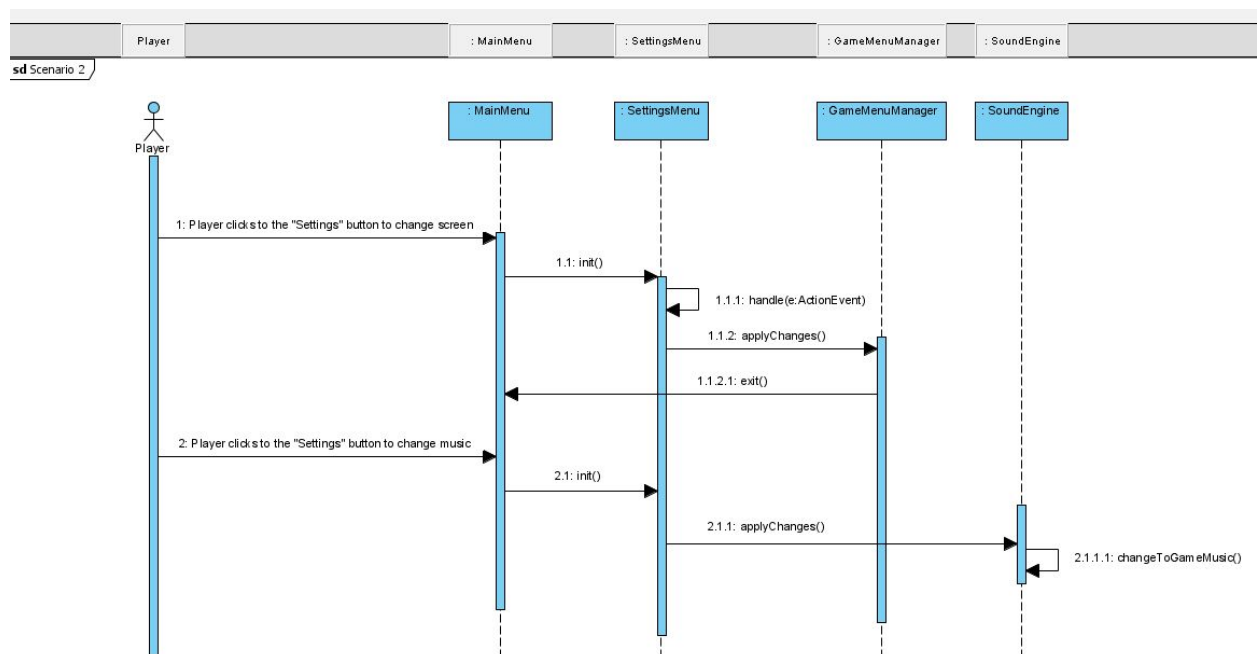 Player
: MainMenu
: SettingsMenu
: GameMenuManager
: SoundEngine
sd Scenario 2
: MainMenu
: SettingsMenu
: GameMenuManager
: SoundEngine
Player
1: Player clicks to the "Settings" button to change screen
1.1: init()
1.1.1: handle(e:ActionEvent)
1.1.2: applyChanges()
1.1.2.1: exit()
2: Player clicks to the "Settings" button to change music
2.1: init()
2.1.1: applyChanges()
2.1.1.1: changeToGameMusic()